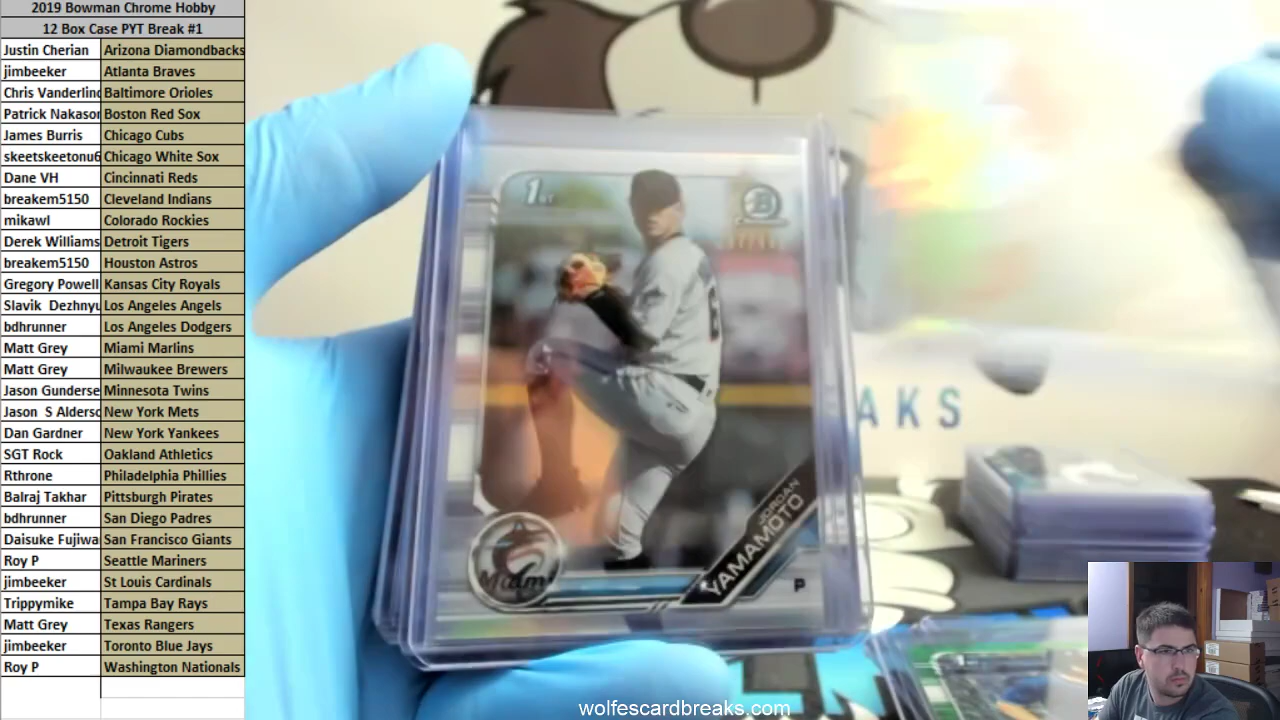 2019 Bowman Chrome Hobby
12 Box Case PYT Break #1
Justin Cherian Arizona Diamondbacks
jimbeeker Atlanta Braves
Chris Vanderlind Baltimore Orioles
Patrick Nakason Boston Red Sox
James Burris Chicago Cubs
skeetskeetonu6 Chicago White Sox
Dane VH Cincinnati Reds
breakem5150 Cleveland Indians
mikawl Colorado Rockies
Derek Williams Detroit Tigers
breakem5150 Houston Astros
Gregory Powell Kansas City Royals
Slavik Dezhnyu Los Angeles Angels
bdhrunner Los Angeles Dodgers
Matt Grey Miami Marlins
Matt Grey Milwaukee Brewers
Jason Gunderse Minnesota Twins
Jason S Alderso New York Mets
Dan Gardner New York Yankees
SGT Rock Oakland Athletics
Rthrone Philadelphia Phillies
Balraj Takhar Pittsburgh Pirates
bdhrunner San Diego Padres
Daisuke Fujiwa San Francisco Giants
Roy P Seattle Mariners
jimbeeker St Louis Cardinals
Trippymike Tampa Bay Rays
Matt Grey Texas Rangers
jimbeeker Toronto Blue Jays
Roy P Washington Nationals
1ST
B
JORDAN
YAMAMOTO
P
Miami
AKS
wolfescardbreaks.com